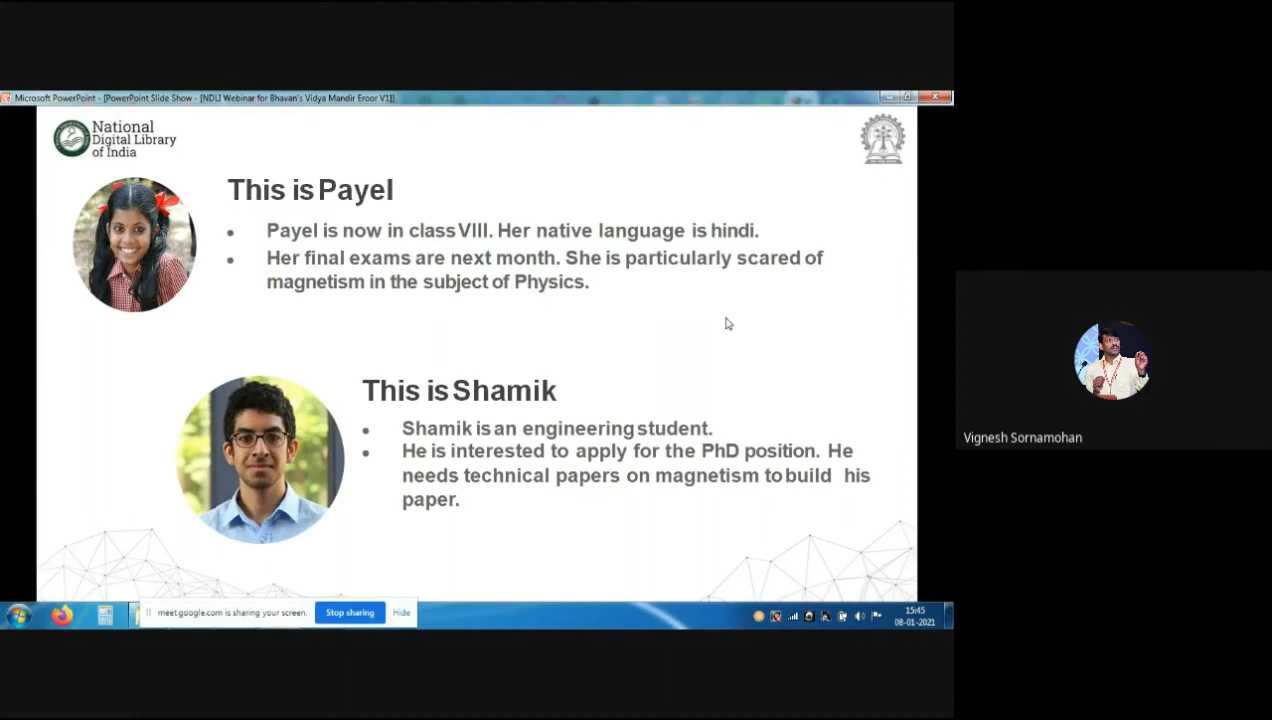 Microsoft PowerPoint - [PowerPoint Slide Show - [NDLI Webinar for Bhavan's Vidya Mandir Eroor V1]]
National
Digital Library
of India
This is Payel
Payel is now in class VIII. Her native language is hindi.
Her final exams are next month. She is particularly scared of
magnetism in the subject of Physics.
This is Shamik
Shamik is an engineering student.
He is interested to apply for the PhD position. He
needs technical papers on magnetism to build his
paper.
Vignesh Sornamohan
meet.google.com is sharing your screen.
Stop sharing
Hide
15:45
08-01-2021